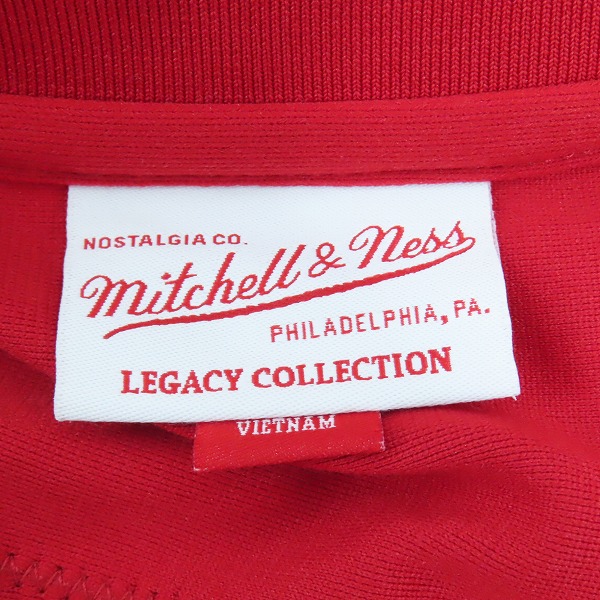 NOSTALGIA CO.
Mitchell & Ness
PHILADELPHIA, PA.
LEGACY COLLECTION
VIETNAM